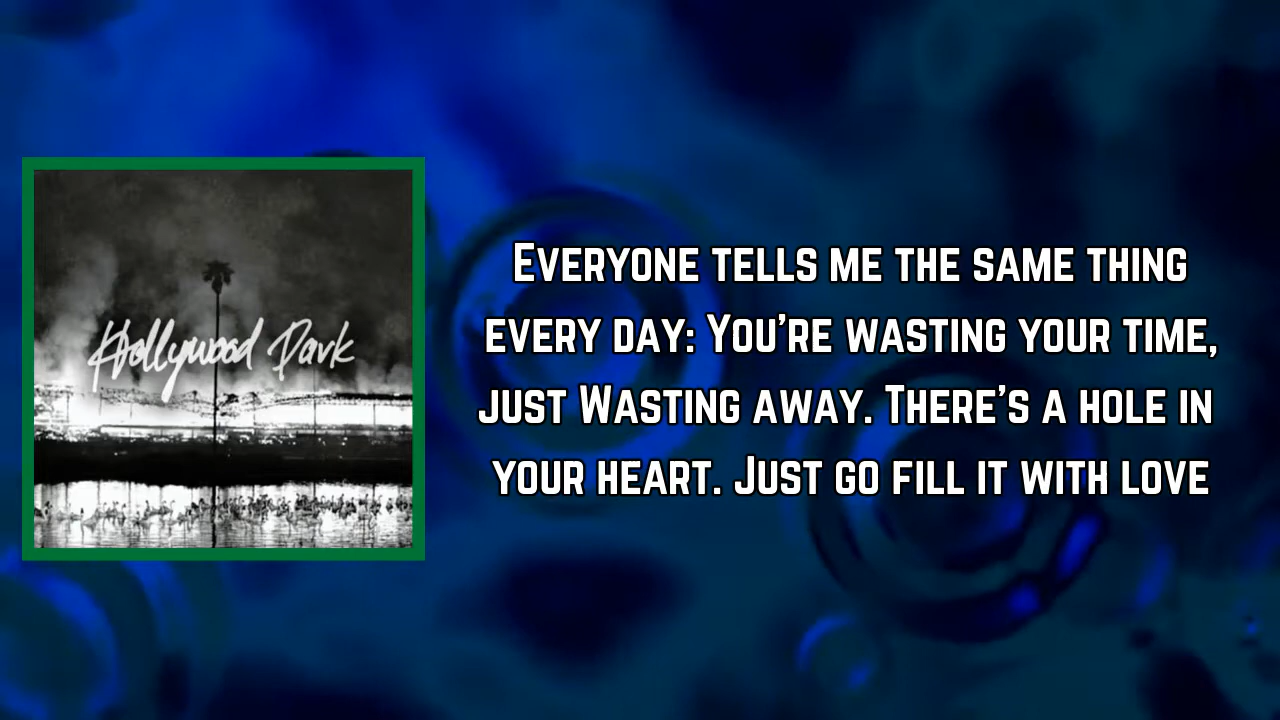 Hollywood Park
Everyone tells me the same thing
every day: You're wasting your time,
just Wasting away. There's a hole in
your heart. Just go fill it with love